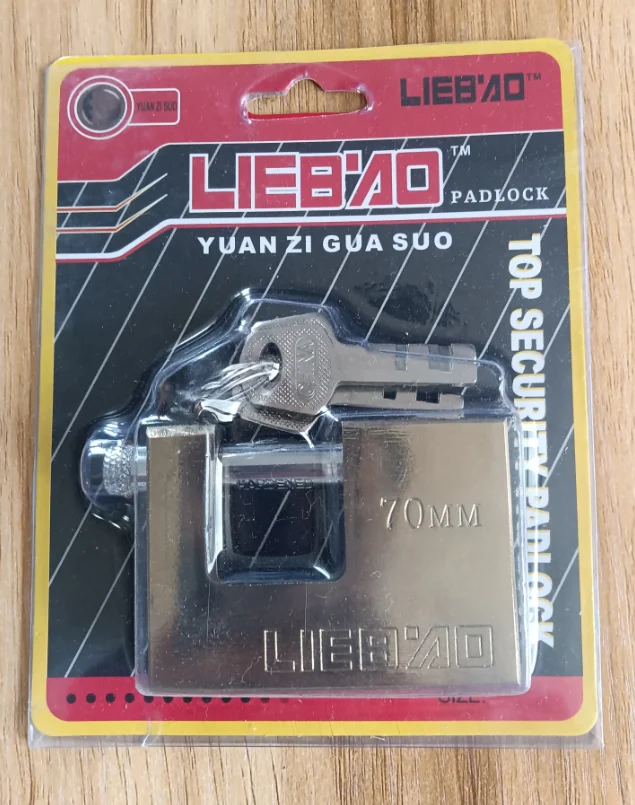 YUAN ZI SUO
LIEB'AO™
LIEB'AO™
PADLOCK
YUAN ZI GUA SUO
TOP SECURITY PADLOCK
HARDENED
70MM
LIEB'AO
SIZE: